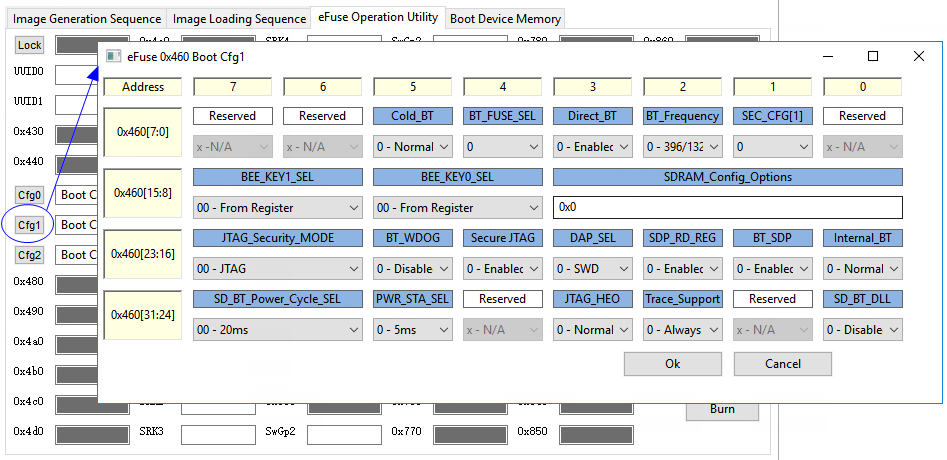 Image Generation Sequence Image Loading Sequence eFuse Operation Utility Boot Device Memory
Lock
UUID0
UUID1
0x430
0x440
Cfg0 Boot C
Cfg1 Boot C
Cfg2 Boot C
0x480
0x490
0x4a0
0x4b0
0x4c0
0x4d0 SRK3 SwGp2 0x770 0x850
Burn
eFuse 0x460 Boot Cfg1
Address 7 6 5 4 3 2 1 0
0x460[7:0]
Reserved Reserved Cold_BT BT_FUSE_SEL Direct_BT BT_Frequency SEC_CFG[1] Reserved
x -N/A x - N/A 0 - Normal 0 0 - Enabled 0 - 396/132 0 x - N/A
0x460[15:8]
BEE_KEY1_SEL BEE_KEY0_SEL SDRAM_Config_Options
00 - From Register 00 - From Register 0x0
0x460[23:16]
JTAG_Security_MODE BT_WDOG Secure JTAG DAP_SEL SDP_RD_REG BT_SDP Internal_BT
00 - JTAG 0 - Disable 0 - Enabled 0 - SWD 0 - Enabled 0 - Enabled 0 - Normal
0x460[31:24]
SD_BT_Power_Cycle_SEL PWR_STA_SEL Reserved JTAG_HEO Trace_Support Reserved SD_BT_DLL
00 - 20ms 0 - 5ms x - N/A 0 - Normal 0 - Always x - N/A 0 - Disable
Ok Cancel